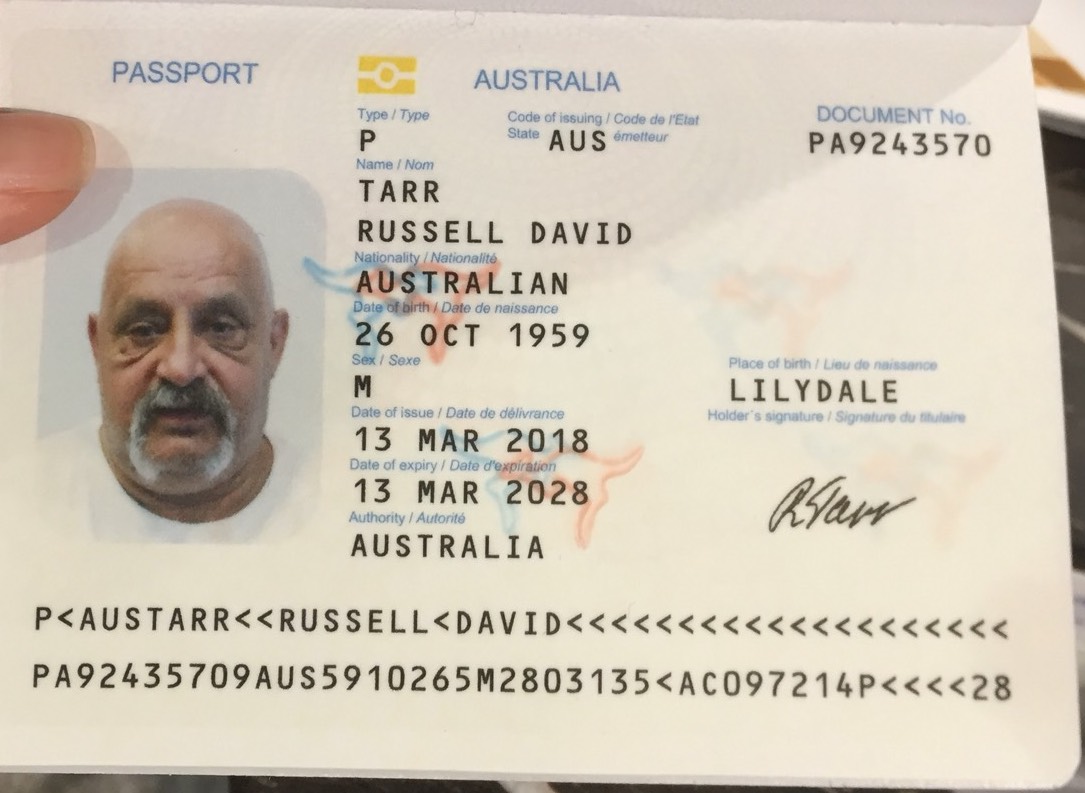 PASSPORT
AUSTRALIA
Type / Type
Code of issuing / Code de l'Etat
State émetteur
DOCUMENT No.
P
AUS
PA9243570
Name / Nom
TARR
RUSSELL DAVID
Nationality / Nationalité
AUSTRALIAN
Date of birth / Date de naissance
26 OCT 1959
Sex / Sexe
Place of birth / Lieu de naissance
M
LILYDALE
Date of issue / Date de délivrance
Holder´s signature / Signature du titulaire
13 MAR 2018
Date of expiry / Date d'expiration
13 MAR 2028
RTarr
Authority / Autorité
AUSTRALIA
P<AUSTARR<<RUSSELL<DAVID<<<<<<<<<<<<<<<<<<<<
PA92435709AUS5910265M2803135<AC097214P<<<<28